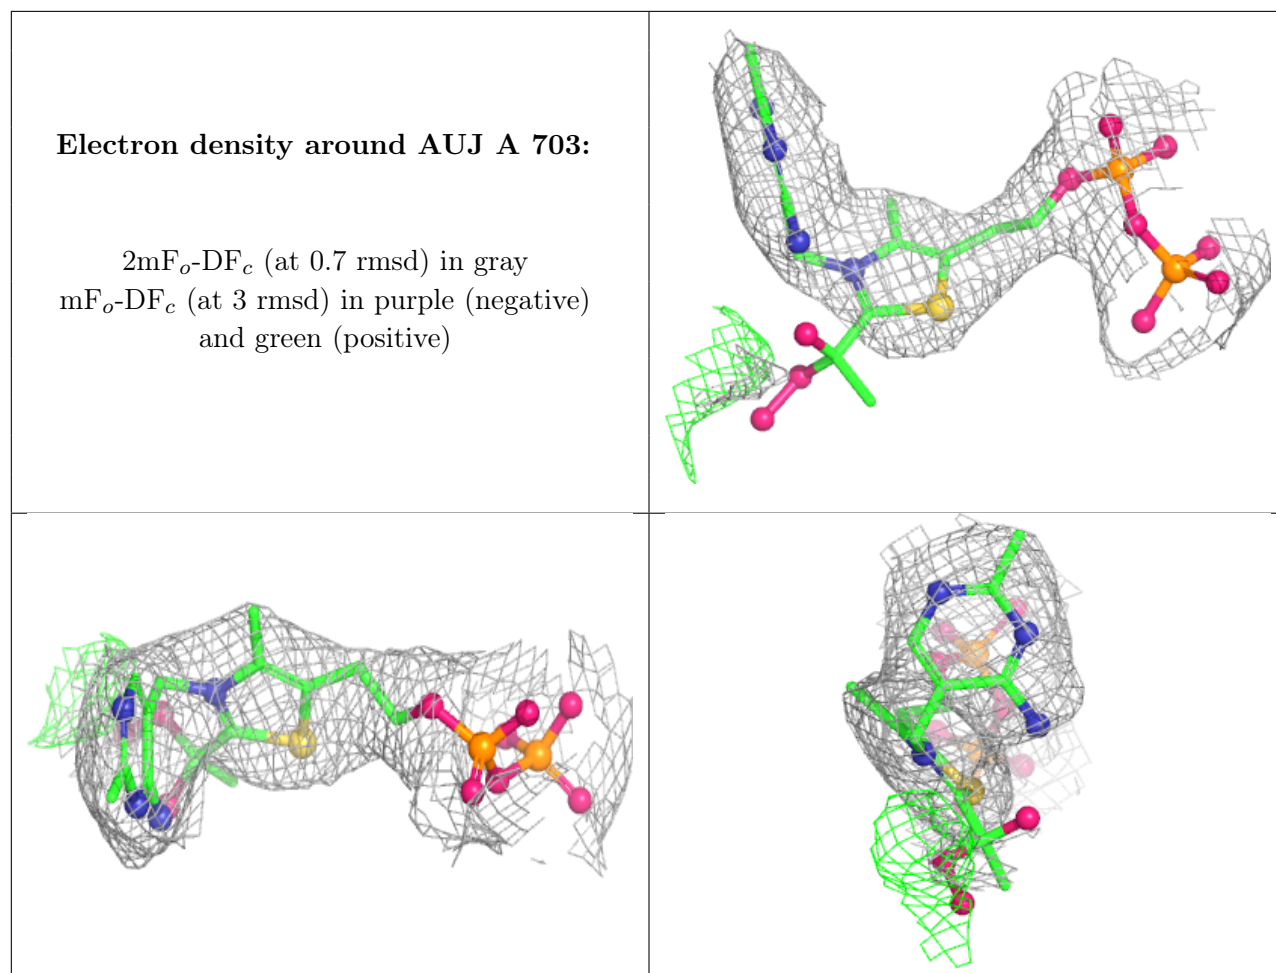 Electron density around AUJ A 703:
2mFo-DFc (at 0.7 rmsd) in gray
mFo-DFc (at 3 rmsd) in purple (negative)
and green (positive)